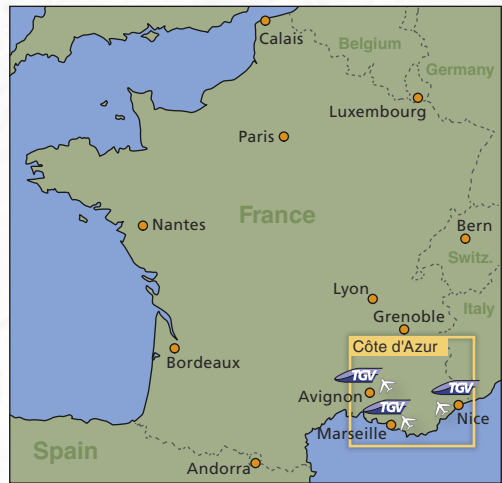 Calais
Belgium
Germany
Luxembourg
Paris
Nantes
France
Bern
Switz.
Lyon
Italy
Grenoble
Côte d'Azur
Bordeaux
TGV
TGV
Avignon
TGV
Nice
Marseille
Spain
Andorra